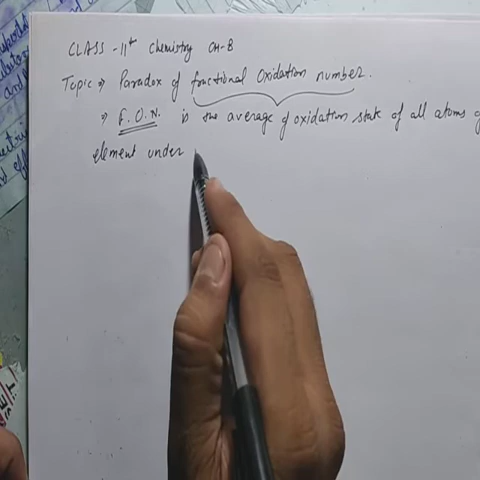 CLASS - 11th Chemistry CH-8
Topic ⇒ Paradox of fractional Oxidation number.
⇒ F.O.N. is the average of oxidation state of all atoms of
element under